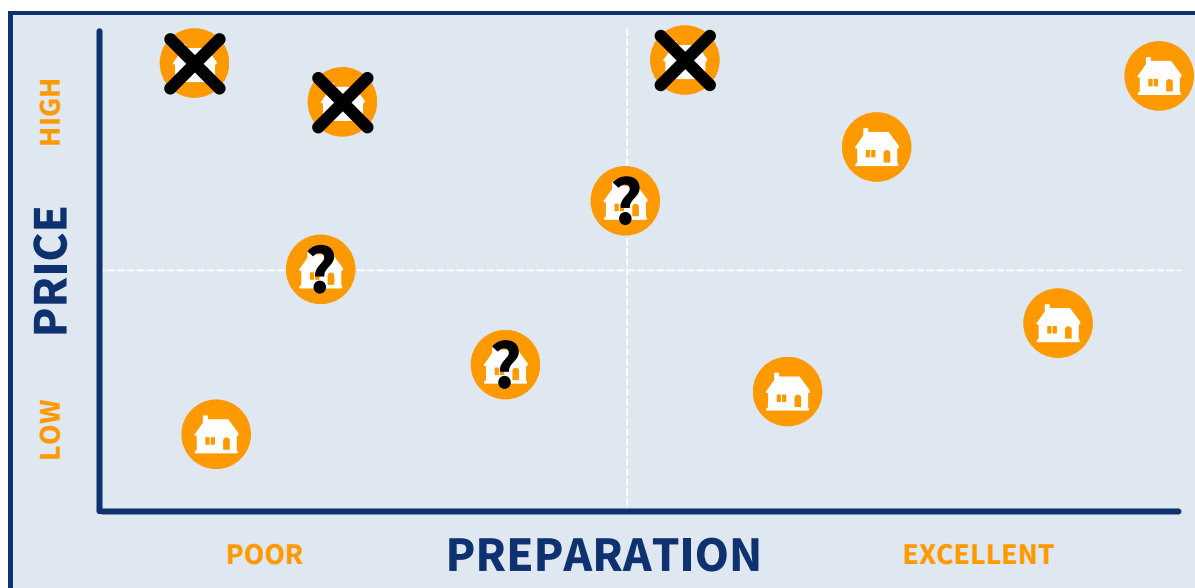 HIGH
PRICE
LOW
?
?
?
POOR
PREPARATION
EXCELLENT